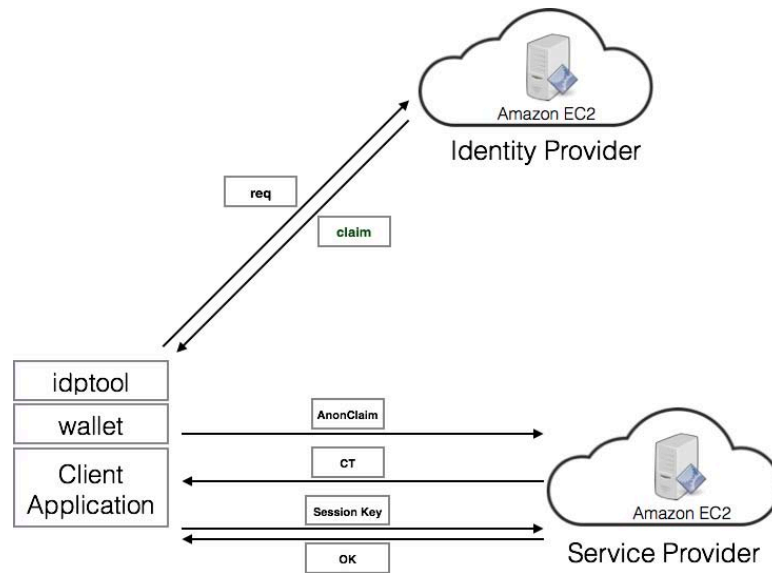 Amazon EC2
Identity Provider
req
claim
idptool
wallet
Client
Application
AnonClaim
CT
Session Key
OK
Amazon EC2
Service Provider